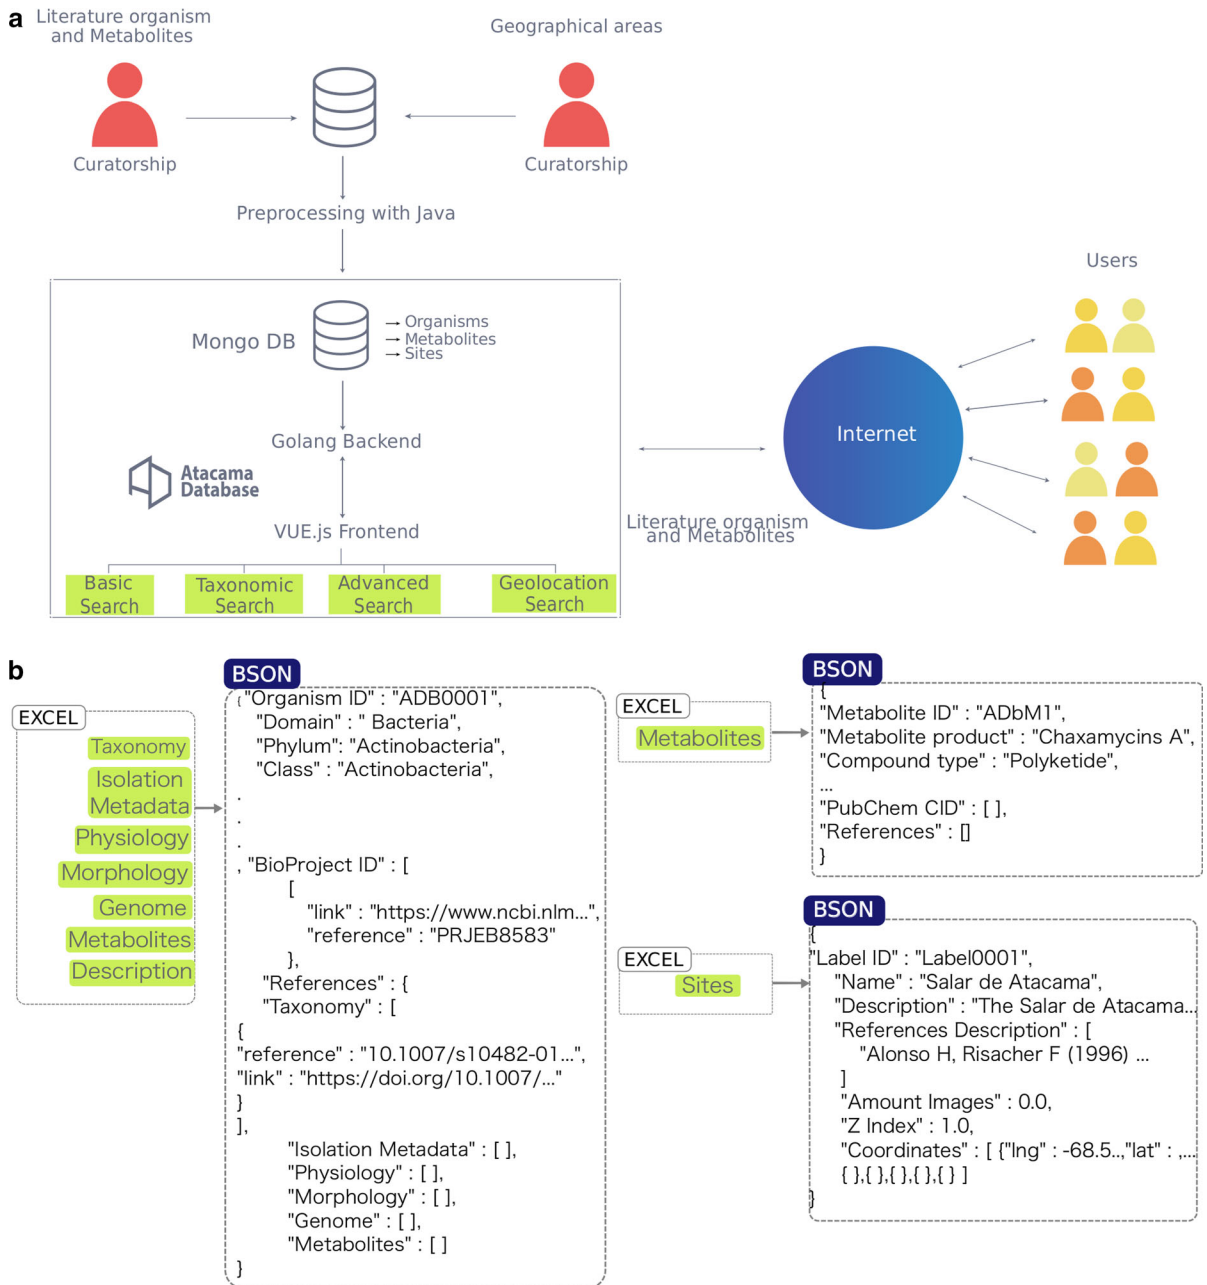 a
Literature organism
and Metabolites
Geographical areas
Curatorship
Curatorship
Preprocessing with Java
Users
Mongo DB
Organisms
Metabolites
Sites
Golang Backend
Atacama
Database
VUE.js Frontend
Basic
Search
Taxonomic
Search
Advanced
Search
Geolocation
Search
Internet
Literature organism
and Metabolites
b
EXCEL
Taxonomy
Isolation
Metadata
Physiology
Morphology
Genome
Metabolites
Description
BSON
{ "Organism ID" : "ADB0001",
"Domain" : " Bacteria",
"Phylum": "Actinobacteria",
"Class" : "Actinobacteria",
.
.
.
, "BioProject ID" : [
[
"link" : "https://www.ncbi.nlm...",
"reference" : "PRJEB8583"
},
"References" : {
"Taxonomy" : [
{
"reference" : "10.1007/s10482-01...",
"link" : "https://doi.org/10.1007/..."
}
],
"Isolation Metadata" : [ ],
"Physiology" : [ ],
"Morphology" : [ ],
"Genome" : [ ],
"Metabolites" : [ ]
}
EXCEL
Metabolites
BSON
{
"Metabolite ID" : "ADbM1",
"Metabolite product" : "Chaxamycins A",
"Compound type" : "Polyketide",
...
"PubChem CID" : [ ],
"References" : []
}
EXCEL
Sites
BSON
{
"Label ID" : "Label0001",
"Name" : "Salar de Atacama",
"Description" : "The Salar de Atacama...
"References Description" : [
"Alonso H, Risacher F (1996) ...
]
"Amount Images" : 0.0,
"Z Index" : 1.0,
"Coordinates" : [ {"lng" : -68.5..,"lat" : ,...
{ },{ },{ },{ },{ } ]
}